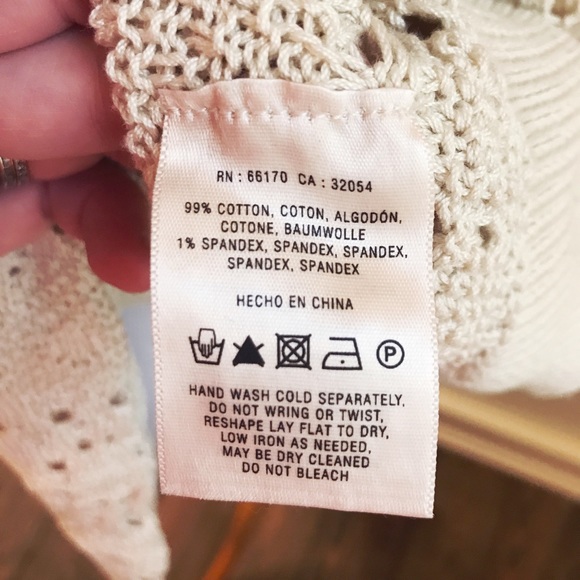 RN : 66170 CA : 32054
99% COTTON, COTON, ALGODÓN,
COTONE, BAUMWOLLE
1% SPANDEX, SPANDEX, SPANDEX,
SPANDEX, SPANDEX
HECHO EN CHINA
P
HAND WASH COLD SEPARATELY.
DO NOT WRING OR TWIST,
RESHAPE LAY FLAT TO DRY,
LOW IRON AS NEEDED,
MAY BE DRY CLEANED
DO NOT BLEACH